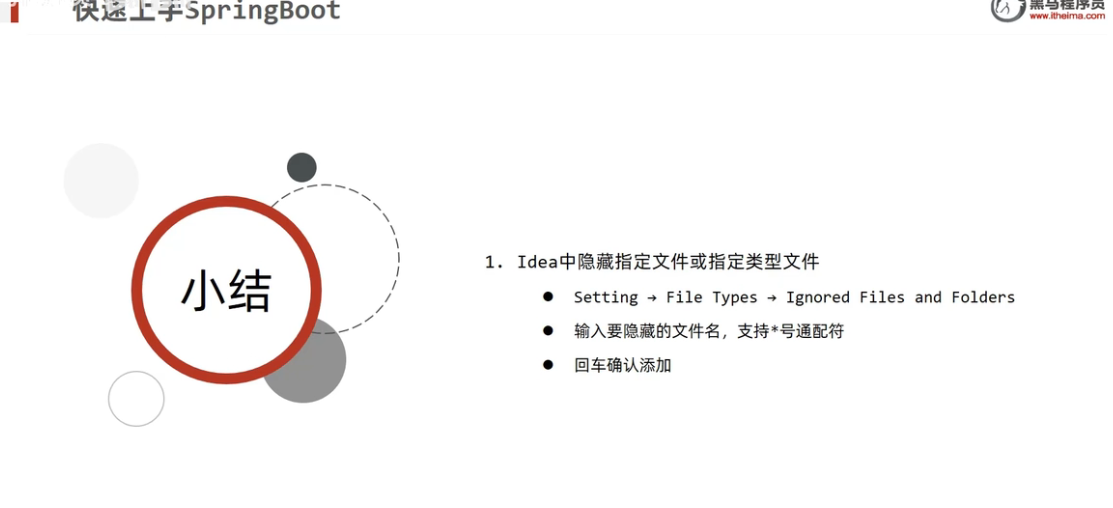 快速上手SpringBoot
黑马程序员
www.itheima.com
小结
1. Idea中隐藏指定文件或指定类型文件
● Setting → File Types → Ignored Files and Folders
● 输入要隐藏的文件名，支持*号通配符
● 回车确认添加